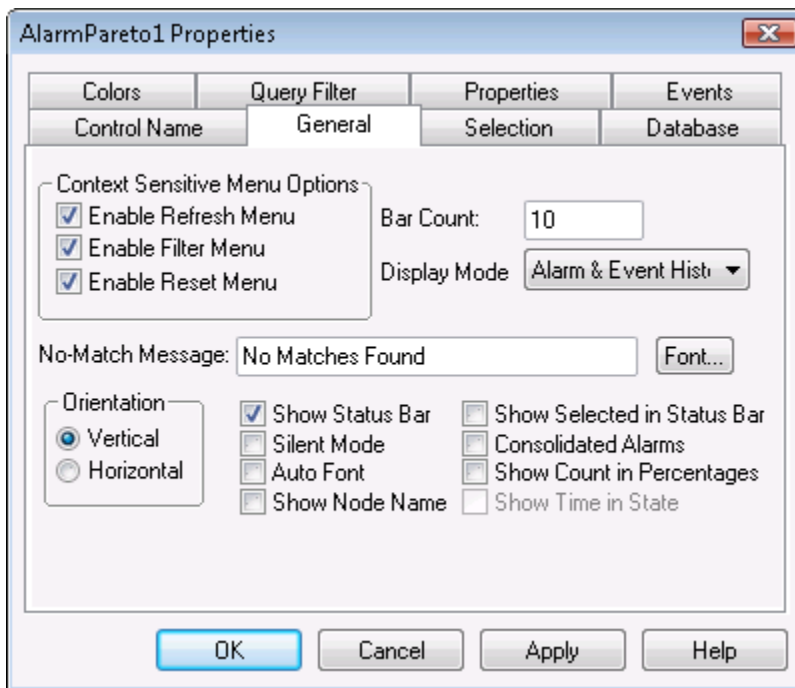 AlarmPareto1 Properties
Colors Query Filter Properties Events
Control Name General Selection Database
Context Sensitive Menu Options
Enable Refresh Menu
Enable Filter Menu
Enable Reset Menu
Bar Count: 10
Display Mode Alarm & Event Hist
No-Match Message: No Matches Found Font...
Orientation
Vertical
Horizontal
Show Status Bar
Silent Mode
Auto Font
Show Node Name
Show Selected in Status Bar
Consolidated Alarms
Show Count in Percentages
Show Time in State
OK Cancel Apply Help